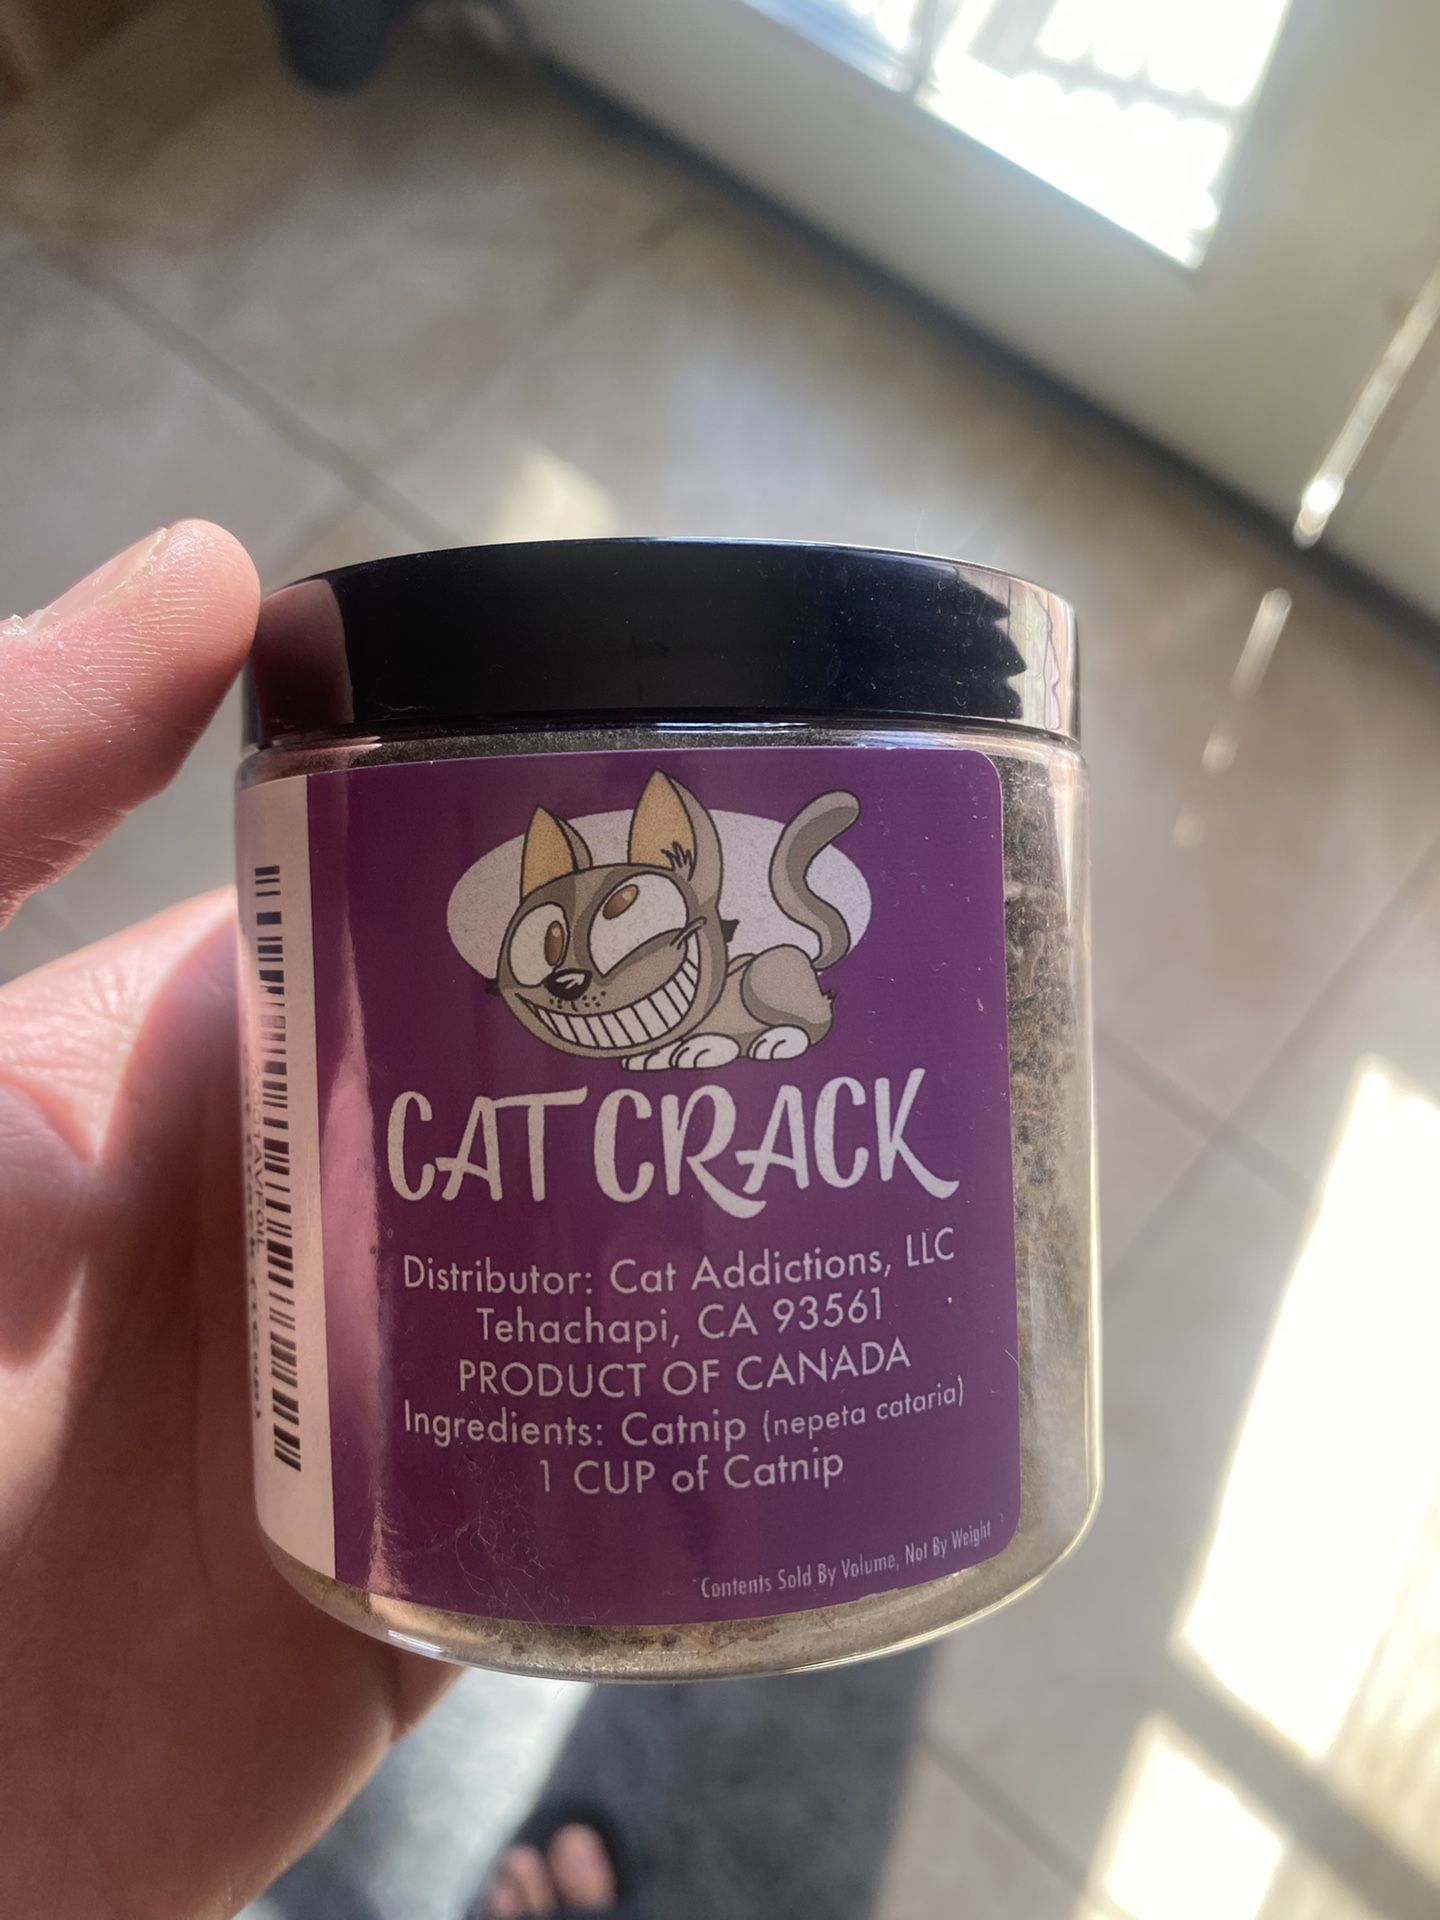 CAT CRACK
Distributor: Cat Addictions, LLC
Tehachapi, CA 93561
PRODUCT OF CANADA
Ingredients: Catnip (nepeta cataria)
1 CUP of Catnip
Contents Sold By Volume, Not By Weight